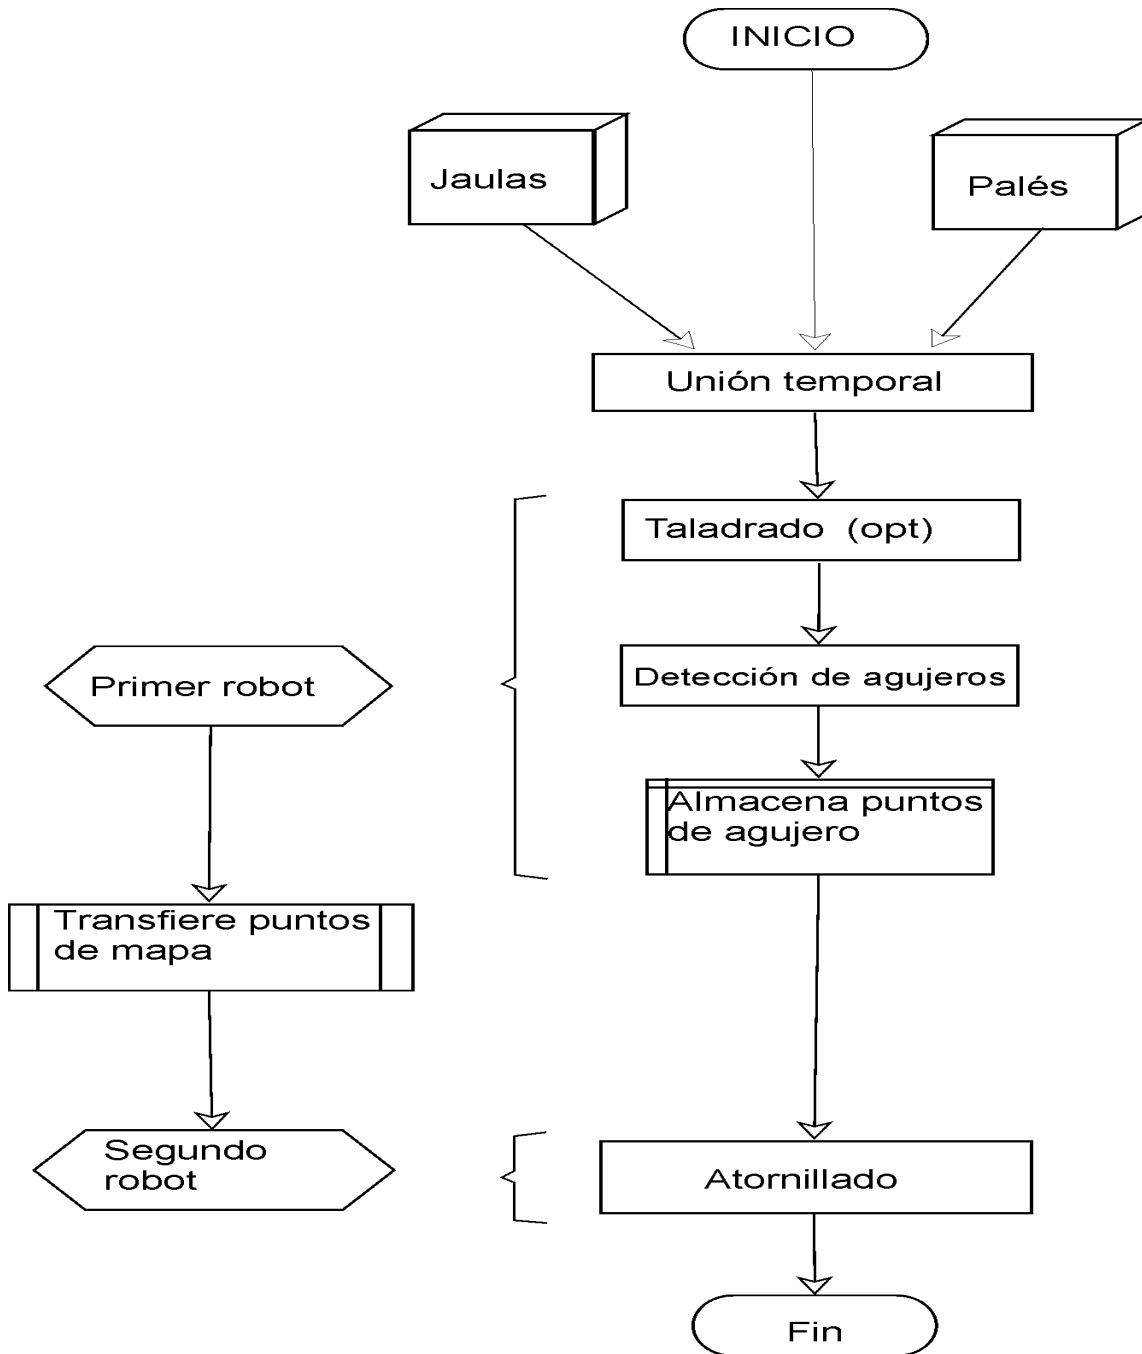 INICIO
Jaulas
Palés
Unión temporal
Taladrado (opt)
Detección de agujeros
Primer robot
Almacena puntos
de agujero
Transfiere puntos
de mapa
Segundo
robot
Atornillado
Fin